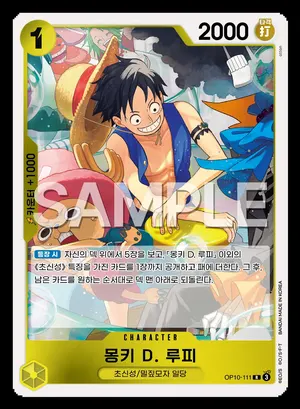 1
2000
타격
打
카운터 +1000
SAMPLE
등장 시 자신의 덱 위에서 5장을 보고, 「몽키 D. 루피」 이외의
《초신성》 특징을 가진 카드를 1장까지 공개하고 패에 더한다. 그 후,
남은 카드를 원하는 순서대로 덱 맨 아래로 되돌린다.
CHARACTER
몽키 D. 루피
초신성/밀짚모자 일당
OP10-111 R 3
BANDAI MADE IN KOREA